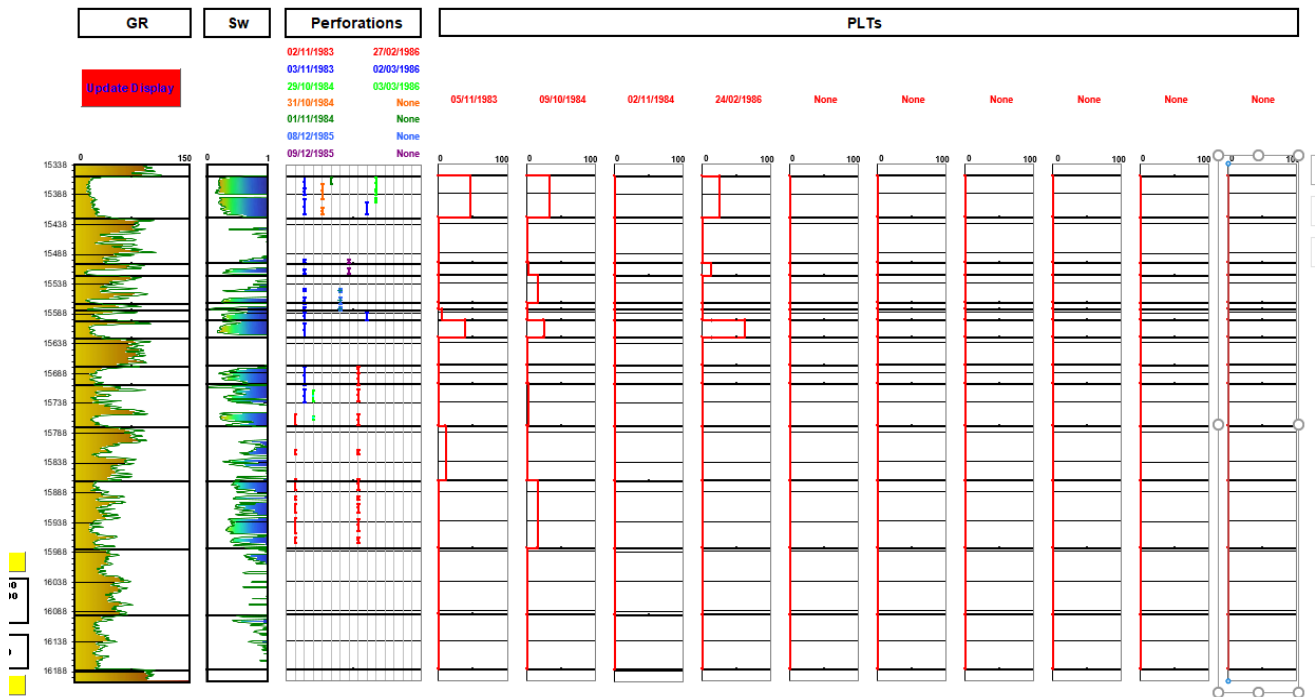 GR Sw Perforations PLTs
02/11/1983 27/02/1986
03/11/1983 02/03/1986
Update Display
29/10/1984 03/03/1986
31/10/1984 None
05/11/1983 09/10/1984 02/11/1984 24/02/1986 None None None None None None
01/11/1984 None
08/12/1985 None
09/12/1985 None
0 150 0 1 0 100 0 100 0 100 0 100 0 100 0 100 0 100 0 100 0 100 0 100
15338
15388
15438
15488
15538
15588
15638
15688
15738
15788
15838
15888
15938
15988
16038
16088
16138
16188